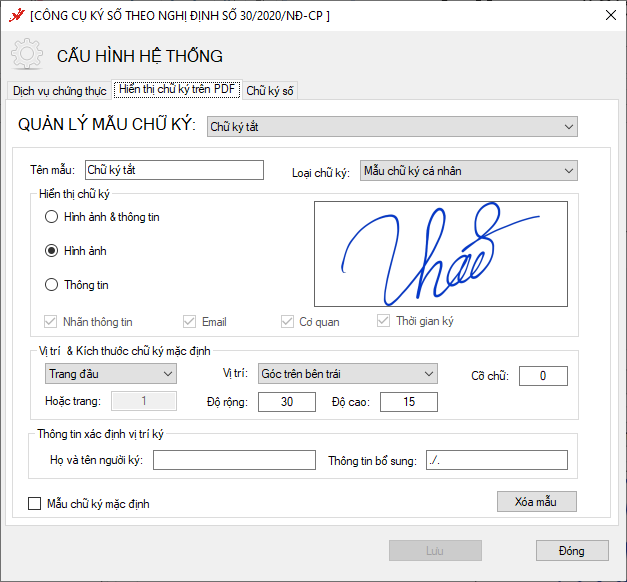 [CÔNG CỤ KÝ SỐ THEO NGHỊ ĐỊNH SỐ 30/2020/NĐ-CP ]
CẤU HÌNH HỆ THỐNG
Dịch vụ chứng thực Hiển thị chữ ký trên PDF Chữ ký số
QUẢN LÝ MẪU CHỮ KÝ: Chữ ký tắt
Tên mẫu: Chữ ký tắt Loại chữ ký: Mẫu chữ ký cá nhân
Hiển thị chữ ký
Hình ảnh & thông tin
Hình ảnh
Thông tin
Nhãn thông tin Email Cơ quan Thời gian ký
Vị trí & Kích thước chữ ký mặc định
Trang đầu Vị trí: Góc trên bên trái Cỡ chữ: 0
Hoặc trang: 1 Độ rộng: 30 Độ cao: 15
Thông tin xác định vị trí ký
Họ và tên người ký: Thông tin bổ sung: ./.
Mẫu chữ ký mặc định Xóa mẫu
Lưu Đóng